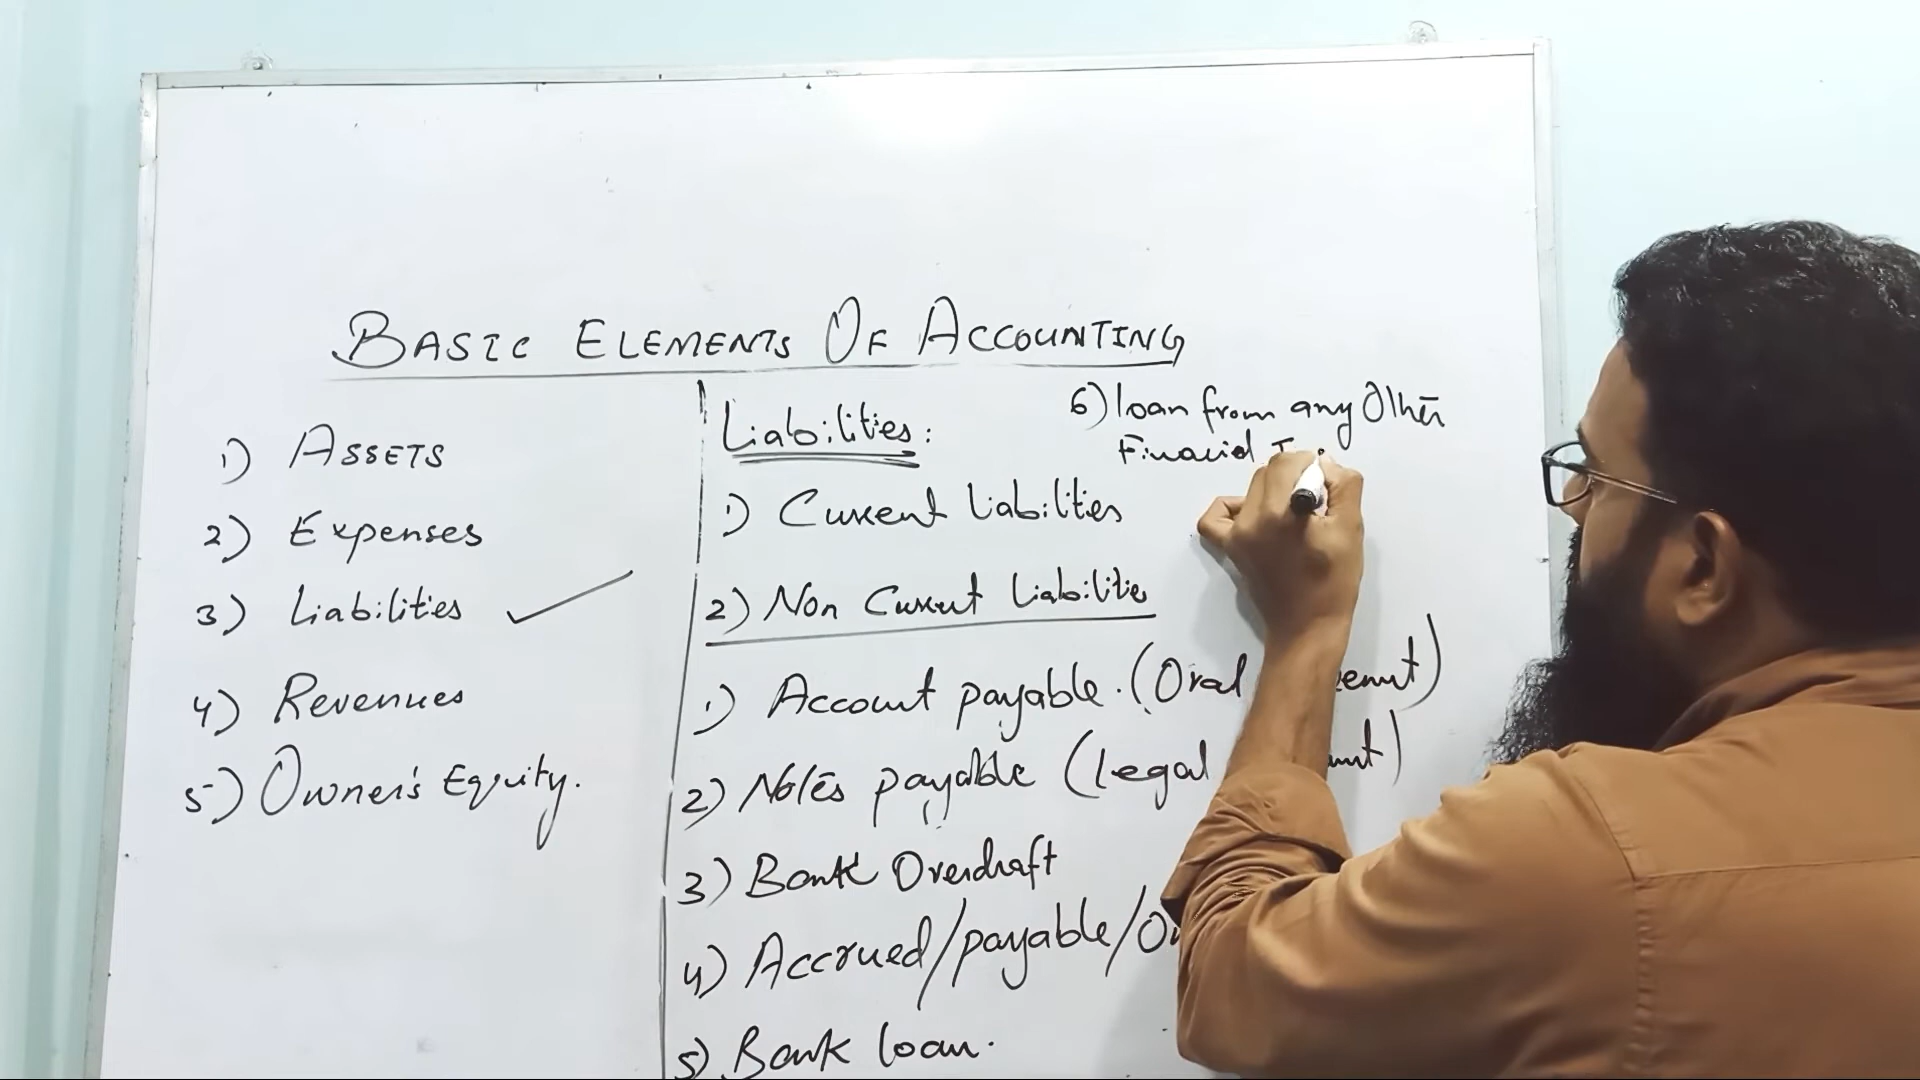 BASIC ELEMENTS OF ACCOUNTING
1) ASSETS
2) Expenses
3) Liabilities
4) Revenues
5) Owner's Equity.
Liabilities:
1) Current Liabilities
2) Non Current Liabilities
1) Account payable. (Oral
2) Notes payable (Legal
3) Bank Overdraft
4) Accrued/payable/
5) Bank loan.
6) loan from any Other